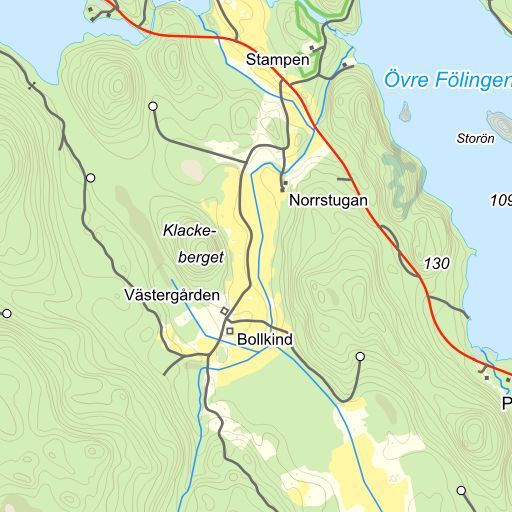 Stampen
Övre Fölingen
Storön
Norrstugan
109
Klacke-
berget
130
Västergården
Bollkind
P